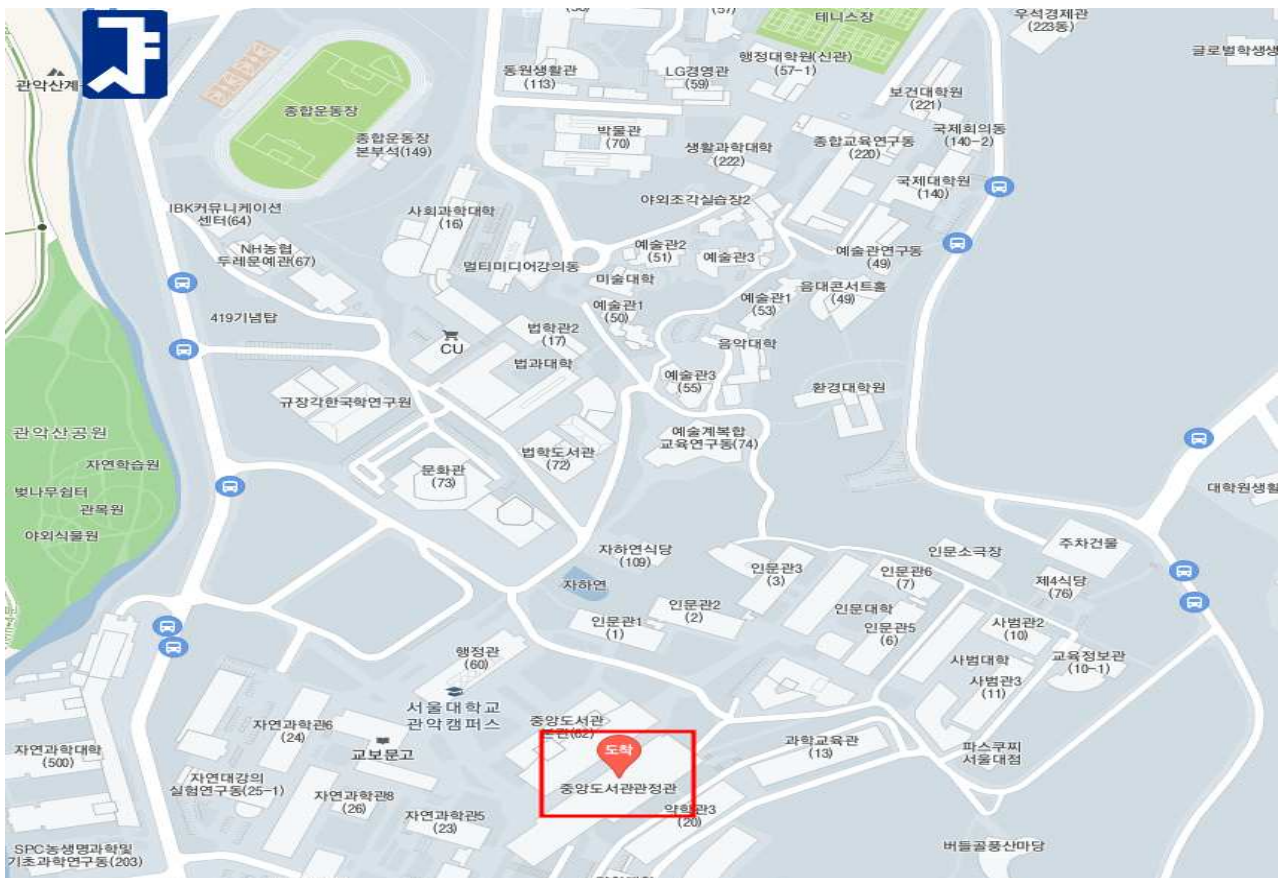 (57)
테니스장
우석경제관
(223동)
글로벌학생생
관악산계
동원생활관
(113)
LG경영관
(59)
행정대학원(신관)
(57-1)
보건대학원
(221)
종합운동장
종합운동장
본부석(149)
박물관
(70)
생활과학대학
(222)
종합교육연구동
(220)
국제회의동
(140-2)
국제대학원
(140)
IBK커뮤니케이션
센터(64)
사회과학대학
(16)
야외조각실습장2
NH농협
두레문예관(67)
멀티미디어강의동
예술관2
(51)
예술관3
예술관연구동
(49)
미술대학
음대콘서트홀
(49)
419기념탑
예술관1
(50)
예술관1
(53)
CU
법학관2
(17)
법과대학
음악대학
규장각한국학연구원
예술관3
(55)
환경대학원
관악산공원
자연학습원
벚나무쉼터
관목원
야외식물원
문화관
(73)
법학도서관
(72)
예술계복합
교육연구동(74)
대학원생활
자하연식당
(109)
자하연
인문관3
(3)
인문관6
(7)
인문소극장
주차건물
제4식당
(76)
인문관1
(1)
인문관2
(2)
인문대학
인문관5
(6)
사범관2
(10)
행정관
(60)
사범대학
사범관3
(11)
교육정보관
(10-1)
서울대학교
관악캠퍼스
중앙도서관
본관(62)
자연과학관6
(24)
교보문고
도착
중앙도서관관정관
과학교육관
(13)
파스쿠찌
서울대점
자연과학대학
(500)
자연대강의
실험연구동(25-1)
자연과학관8
(26)
자연과학관5
(23)
약학관3
(20)
SPC농생명과학및
기초과학연구동(203)
버들골풍산마당